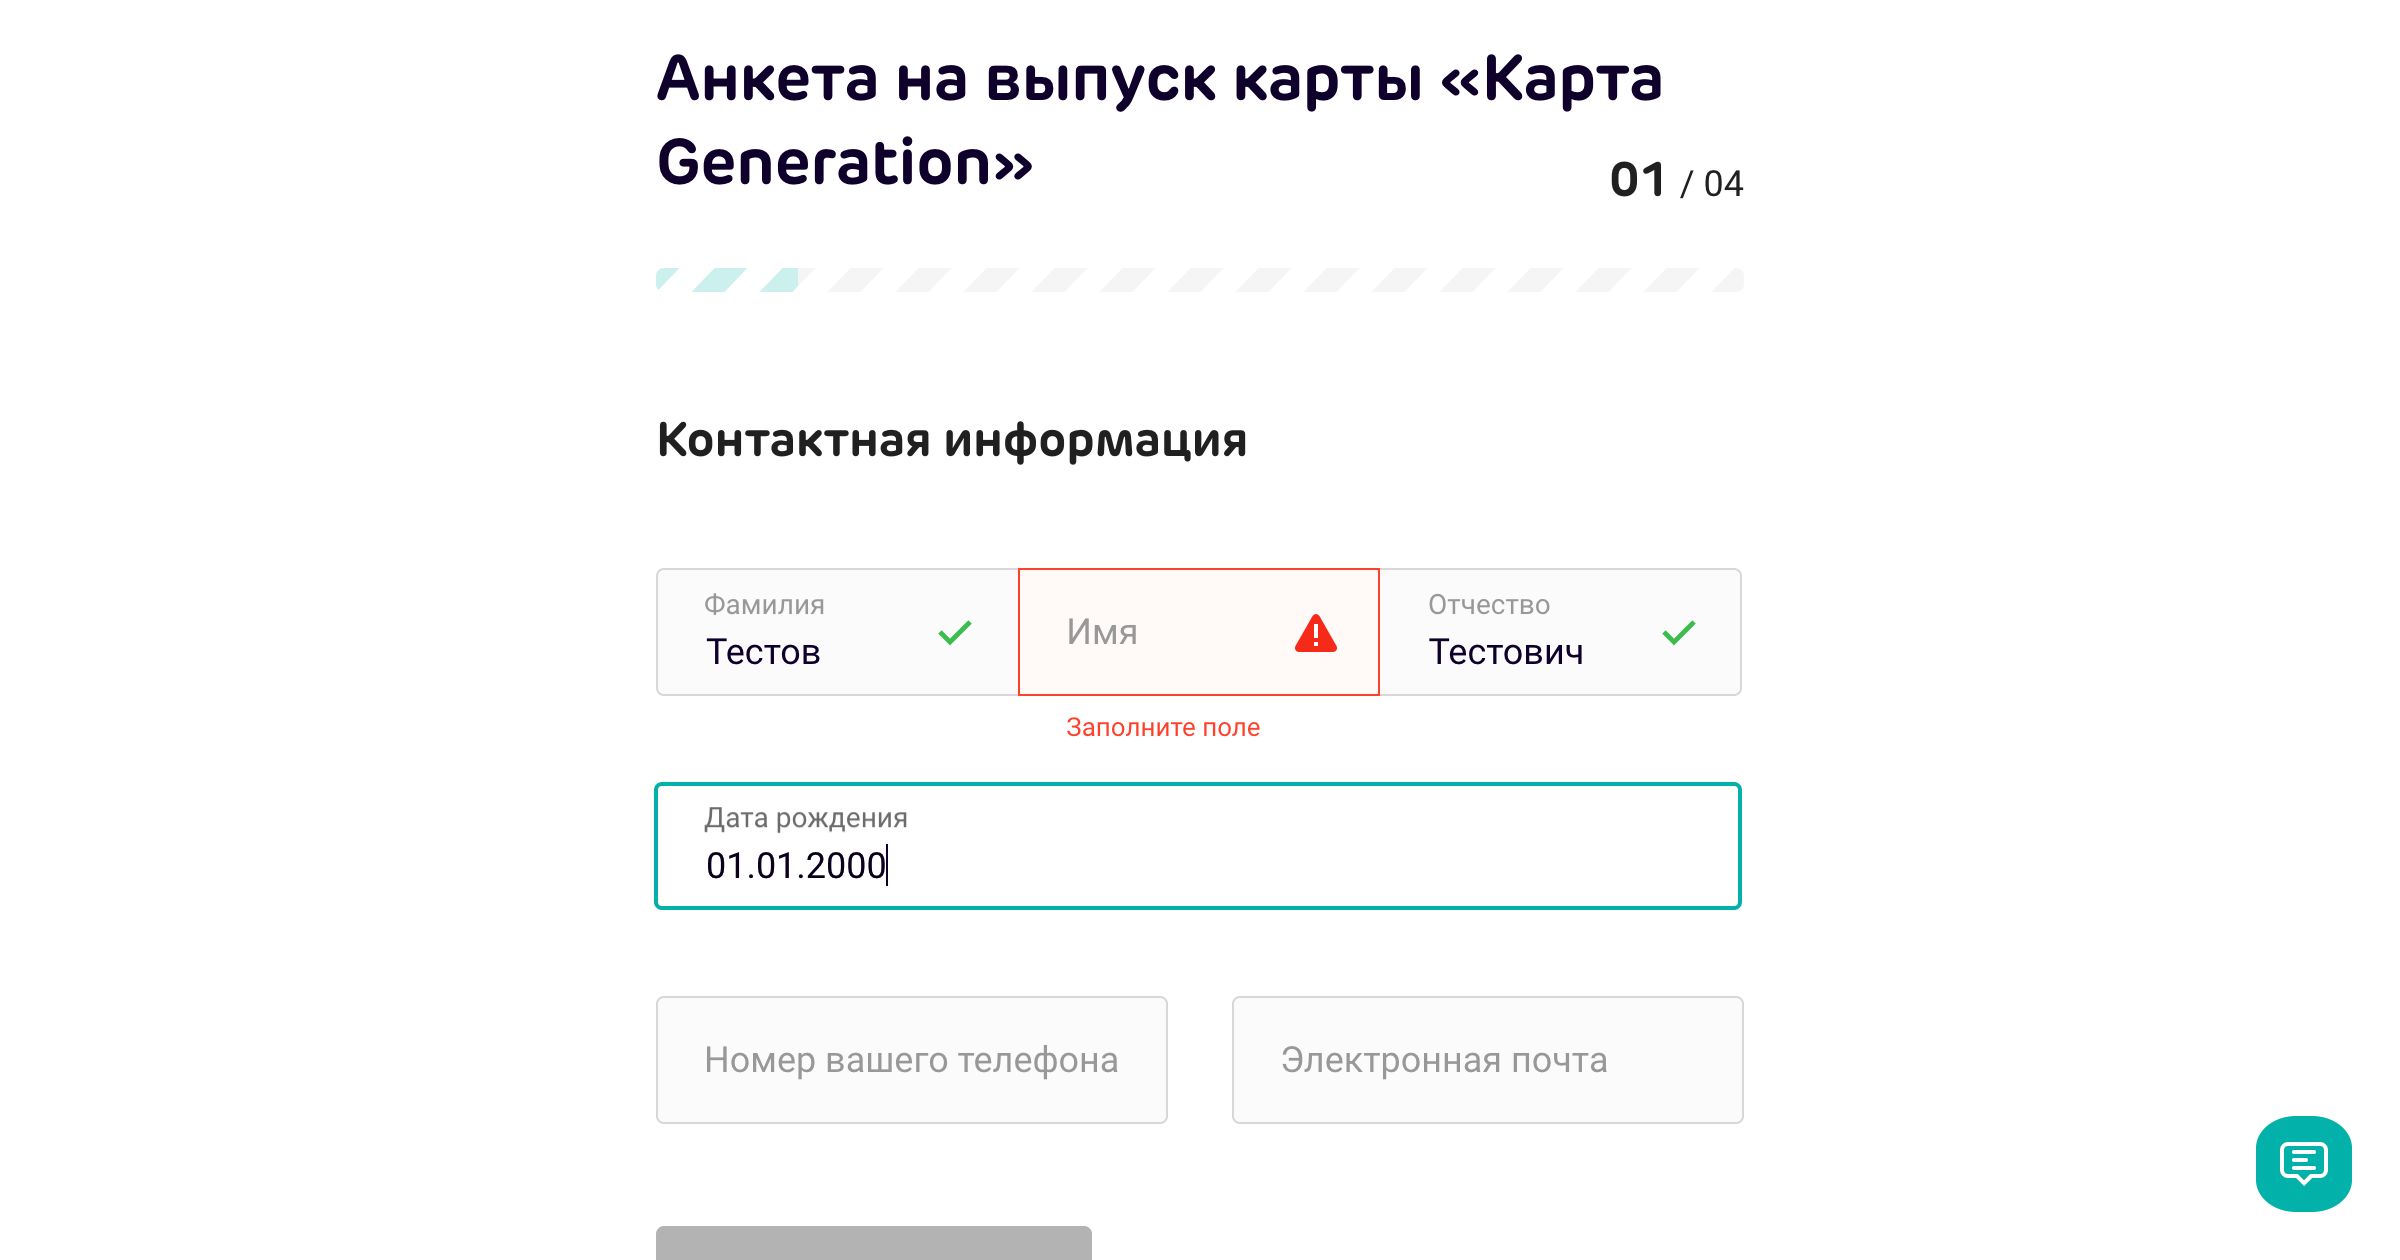 Анкета на выпуск карты «Карта
Generation»
01 / 04
Контактная информация
Фамилия
Тестов
Имя
Отчество
Тестович
Заполните поле
Дата рождения
01.01.2000
Номер вашего телефона
Электронная почта